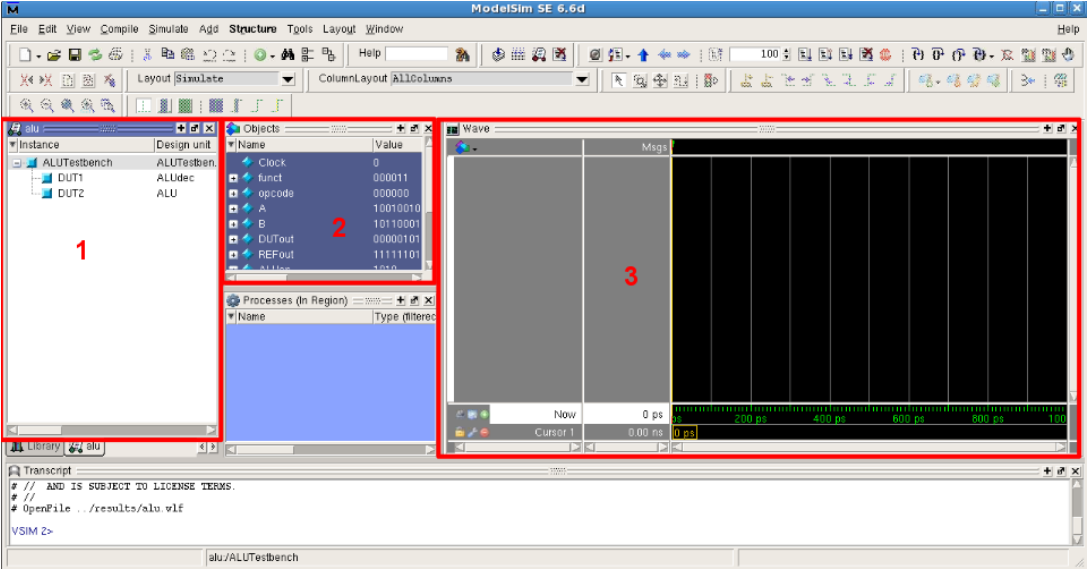 ModelSim SE 6.6d
File Edit View Compile Simulate Add Structure Tools Layout Window Help
Help 100
Layout Simulate ColumnLayout AllColumns
alu
Instance Design unit
ALUTestbench ALUTestben
DUT1 ALUdec
DUT2 ALU
1
Library alu
Objects
Name Value
Clock 0
funct 000011
opcode 000000
A 10010010
B 10110001
DUTout 00000101
REFout 11111101
2
Processes (In Region)
Name Type (filterec
Wave
Msgs
3
Now 0 ps
Cursor 1 0.00 ns
ps 200 ps 400 ps 600 ps 800 ps 100
0 ps
Transcript
# // AND IS SUBJECT TO LICENSE TERMS.
# //
# OpenFile ../results/alu.wlf
VSIM 2>
alu:/ALUTestbench